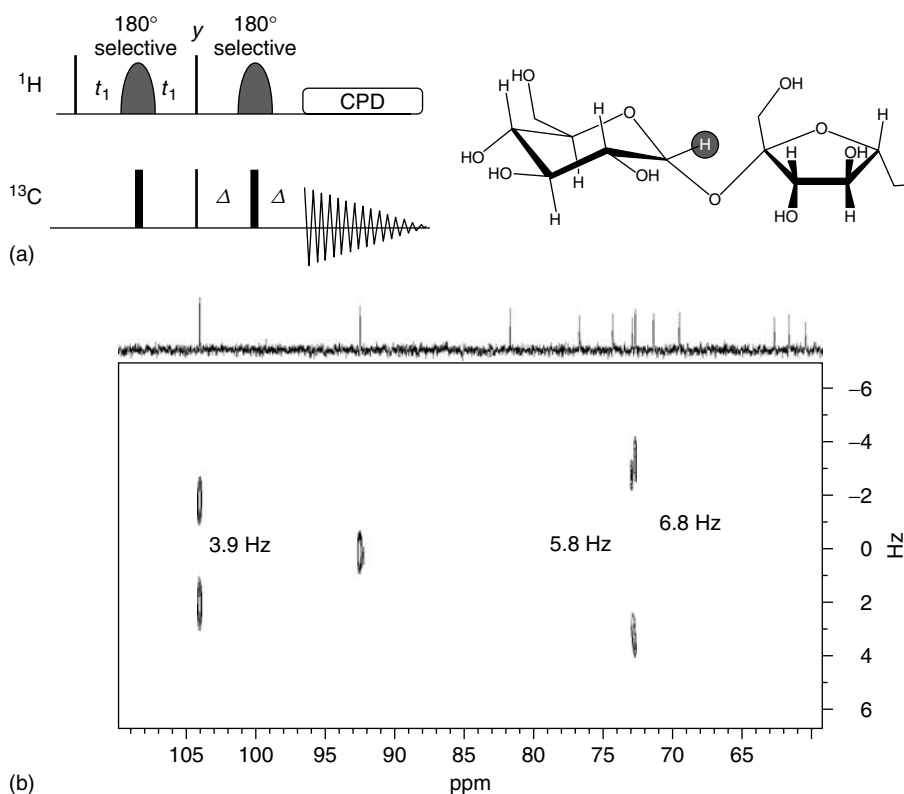 180° y 180°
selective selective
¹H t₁ t₁ CPD
¹³C Δ Δ
(a)
HO H H O H OH
HO HO OH H H O O H H OH
HO H
3.9 Hz 5.8 Hz 6.8 Hz
−6
−4
−2
0
2
4
6
Hz
105 100 95 90 85 80 75 70 65
ppm
(b)